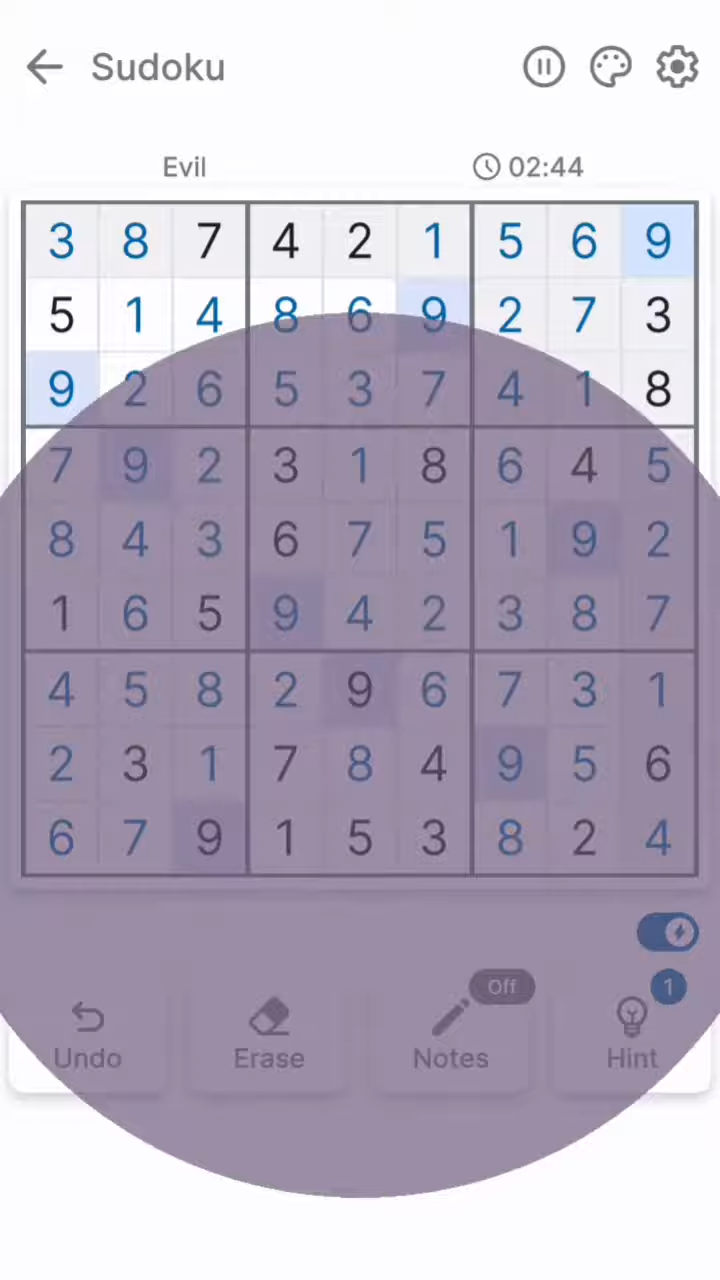 Sudoku
Evil 02:44
3 8 7 4 2 1 5 6 9
5 1 4 8 6 9 2 7 3
9 2 6 5 3 7 4 1 8
7 9 2 3 1 8 6 4 5
8 4 3 6 7 5 1 9 2
1 6 5 9 4 2 3 8 7
4 5 8 2 9 6 7 3 1
2 3 1 7 8 4 9 5 6
6 7 9 1 5 3 8 2 4
Off 1
Undo Erase Notes Hint